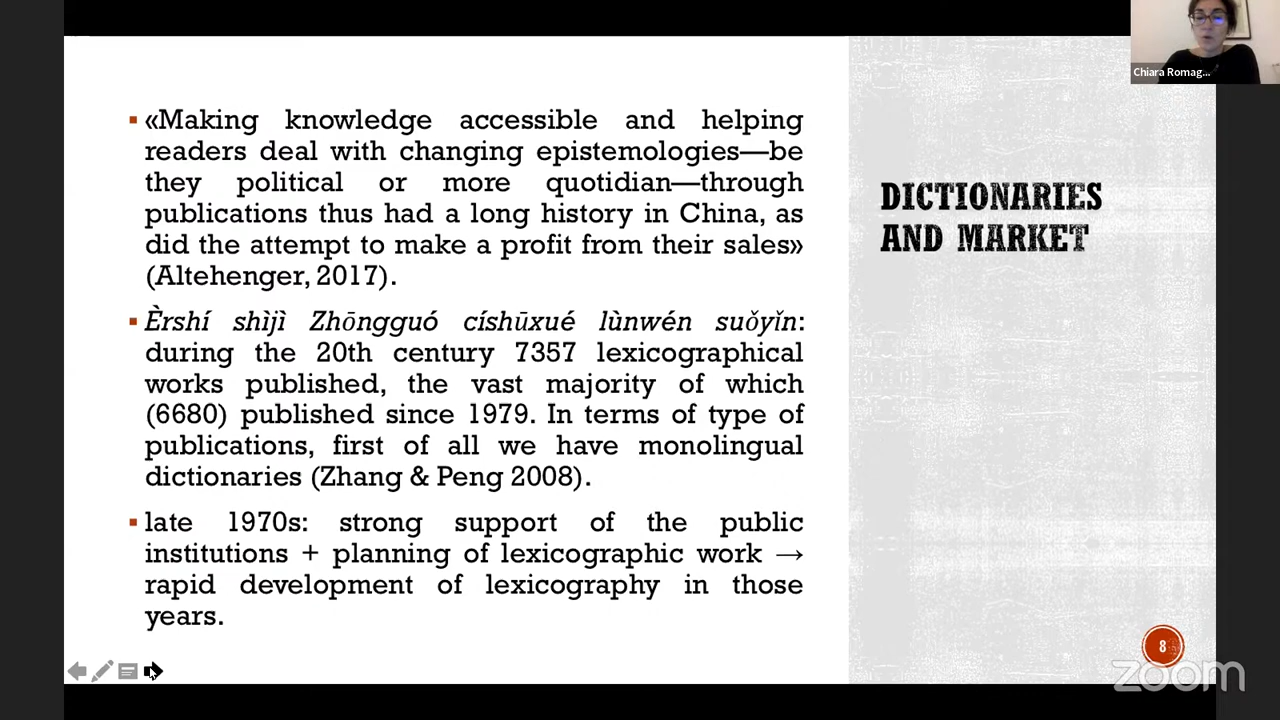 Chiara Romag...
«Making knowledge accessible and helping
readers deal with changing epistemologies—be
they political or more quotidian—through
publications thus had a long history in China, as
did the attempt to make a profit from their sales»
(Altehenger, 2017).
Èrshí shìjì Zhōngguó císhūxué lùnwén suǒyǐn:
during the 20th century 7357 lexicographical
works published, the vast majority of which
(6680) published since 1979. In terms of type of
publications, first of all we have monolingual
dictionaries (Zhang & Peng 2008).
late 1970s: strong support of the public
institutions + planning of lexicographic work →
rapid development of lexicography in those
years.
DICTIONARIES
AND MARKET
8
zoom